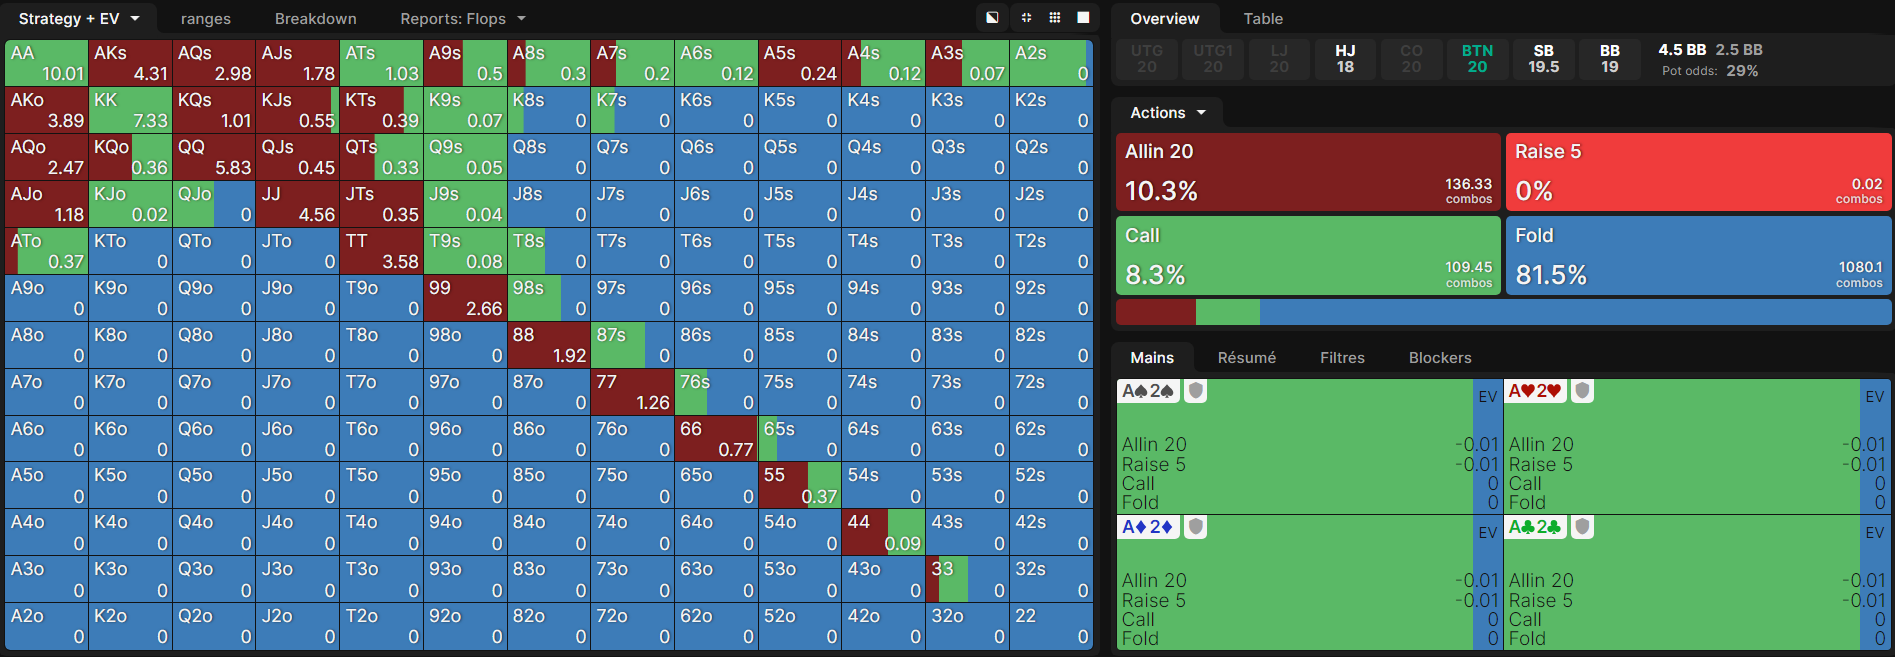 Strategy + EV ranges Breakdown Reports: Flops
AA AKs AQs AJs ATs A9s A8s A7s A6s A5s A4s A3s A2s
10.01 4.31 2.98 1.78 1.03 0.5 0.3 0.2 0.12 0.24 0.12 0.07 0
AKo KK KQs KJs KTs K9s K8s K7s K6s K5s K4s K3s K2s
3.89 7.33 1.01 0.55 0.39 0.07 0 0 0 0 0 0 0
AQo KQo QQ QJs QTs Q9s Q8s Q7s Q6s Q5s Q4s Q3s Q2s
2.47 0.36 5.83 0.45 0.33 0.05 0 0 0 0 0 0 0
AJo KJo QJo JJ JTs J9s J8s J7s J6s J5s J4s J3s J2s
1.18 0.02 0 4.56 0.35 0.04 0 0 0 0 0 0 0
ATo KTo QTo JTo TT T9s T8s T7s T6s T5s T4s T3s T2s
0.37 0 0 0 3.58 0.08 0 0 0 0 0 0 0
A9o K9o Q9o J9o T9o 99 98s 97s 96s 95s 94s 93s 92s
0 0 0 0 0 2.66 0 0 0 0 0 0 0
A8o K8o Q8o J8o T8o 98o 88 87s 86s 85s 84s 83s 82s
0 0 0 0 0 0 1.92 0 0 0 0 0 0
A7o K7o Q7o J7o T7o 97o 87o 77 76s 75s 74s 73s 72s
0 0 0 0 0 0 0 1.26 0 0 0 0 0
A6o K6o Q6o J6o T6o 96o 86o 76o 66 65s 64s 63s 62s
0 0 0 0 0 0 0 0 0.77 0 0 0 0
A5o K5o Q5o J5o T5o 95o 85o 75o 65o 55 54s 53s 52s
0 0 0 0 0 0 0 0 0 0.37 0 0 0
A4o K4o Q4o J4o T4o 94o 84o 74o 64o 54o 44 43s 42s
0 0 0 0 0 0 0 0 0 0 0.09 0 0
A3o K3o Q3o J3o T3o 93o 83o 73o 63o 53o 43o 33 32s
0 0 0 0 0 0 0 0 0 0 0 0 0
A2o K2o Q2o J2o T2o 92o 82o 72o 62o 52o 42o 32o 22
0 0 0 0 0 0 0 0 0 0 0 0 0
Overview Table
UTG UTG1 LJ HJ CO BTN SB BB 4.5 BB 2.5 BB
20 20 20 18 20 20 19.5 19 Pot odds: 29%
Actions
Allin 20 Raise 5
10.3% 136.33 combos 0% 0.02 combos
Call Fold
8.3% 109.45 combos 81.5% 1080.1 combos
Mains Résumé Filtres Blockers
A♠2♠ EV A♥2♥ EV
Allin 20 -0.01 Allin 20 -0.01
Raise 5 -0.01 Raise 5 -0.01
Call 0 Call 0
Fold 0 Fold 0
A♦2♦ EV A♣2♣ EV
Allin 20 -0.01 Allin 20 -0.01
Raise 5 -0.01 Raise 5 -0.01
Call 0 Call 0
Fold 0 Fold 0